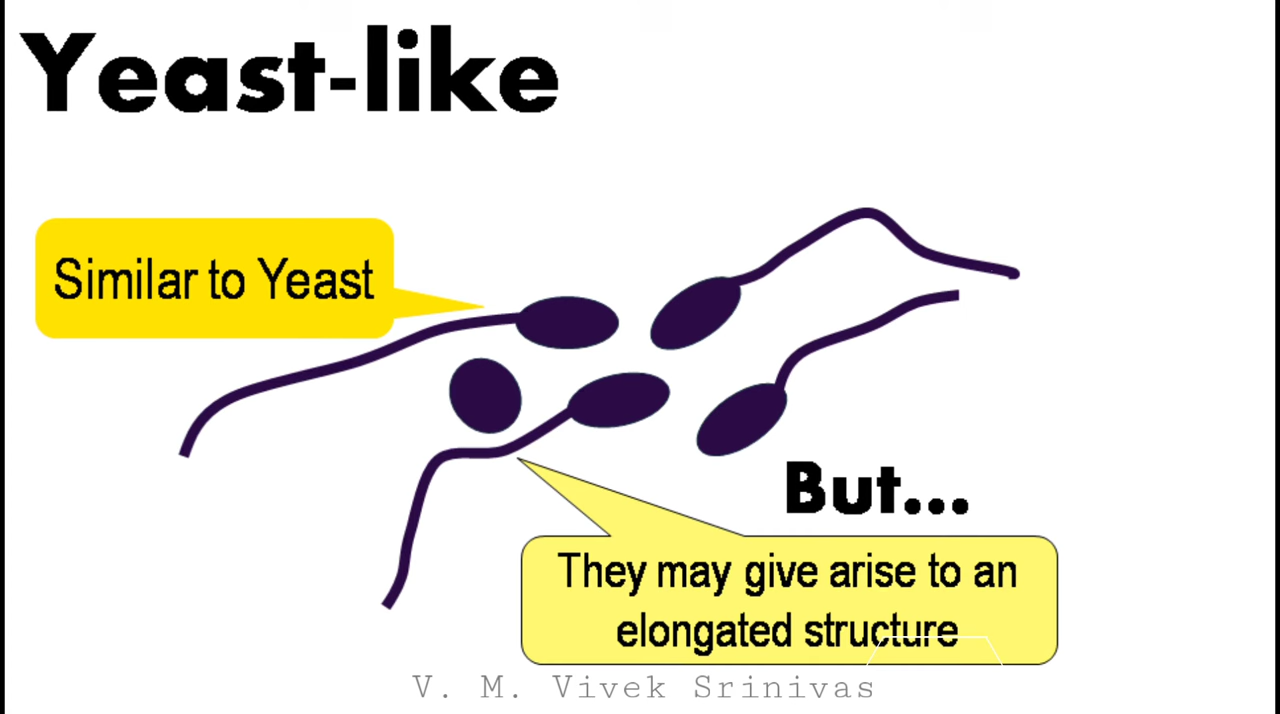 Yeast-like
Similar to Yeast
But...
They may give arise to an
elongated structure
V. M. Vivek Srinivas